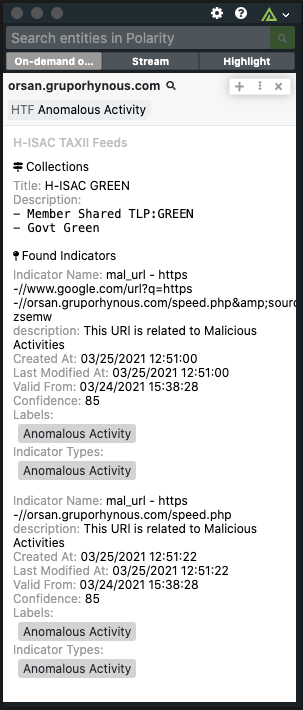 Search entities in Polarity
On-demand o...
Stream
Highlight
orsan.gruporhynous.com
HTF Anomalous Activity
H-ISAC TAXII Feeds
Collections
Title: H-ISAC GREEN
Description:
- Member Shared TLP:GREEN
- Govt Green
Found Indicators
Indicator Name: mal_url - https
-//www.google.com/url?q=https
-//orsan.gruporhynous.com/speed.php&amp;sourc
zsemw
description: This URI is related to Malicious
Activities
Created At: 03/25/2021 12:51:00
Last Modified At: 03/25/2021 12:51:00
Valid From: 03/24/2021 15:38:28
Confidence: 85
Labels:
Anomalous Activity
Indicator Types:
Anomalous Activity
Indicator Name: mal_url - https
-//orsan.gruporhynous.com/speed.php
description: This URI is related to Malicious
Activities
Created At: 03/25/2021 12:51:22
Last Modified At: 03/25/2021 12:51:22
Valid From: 03/24/2021 15:38:28
Confidence: 85
Labels:
Anomalous Activity
Indicator Types:
Anomalous Activity